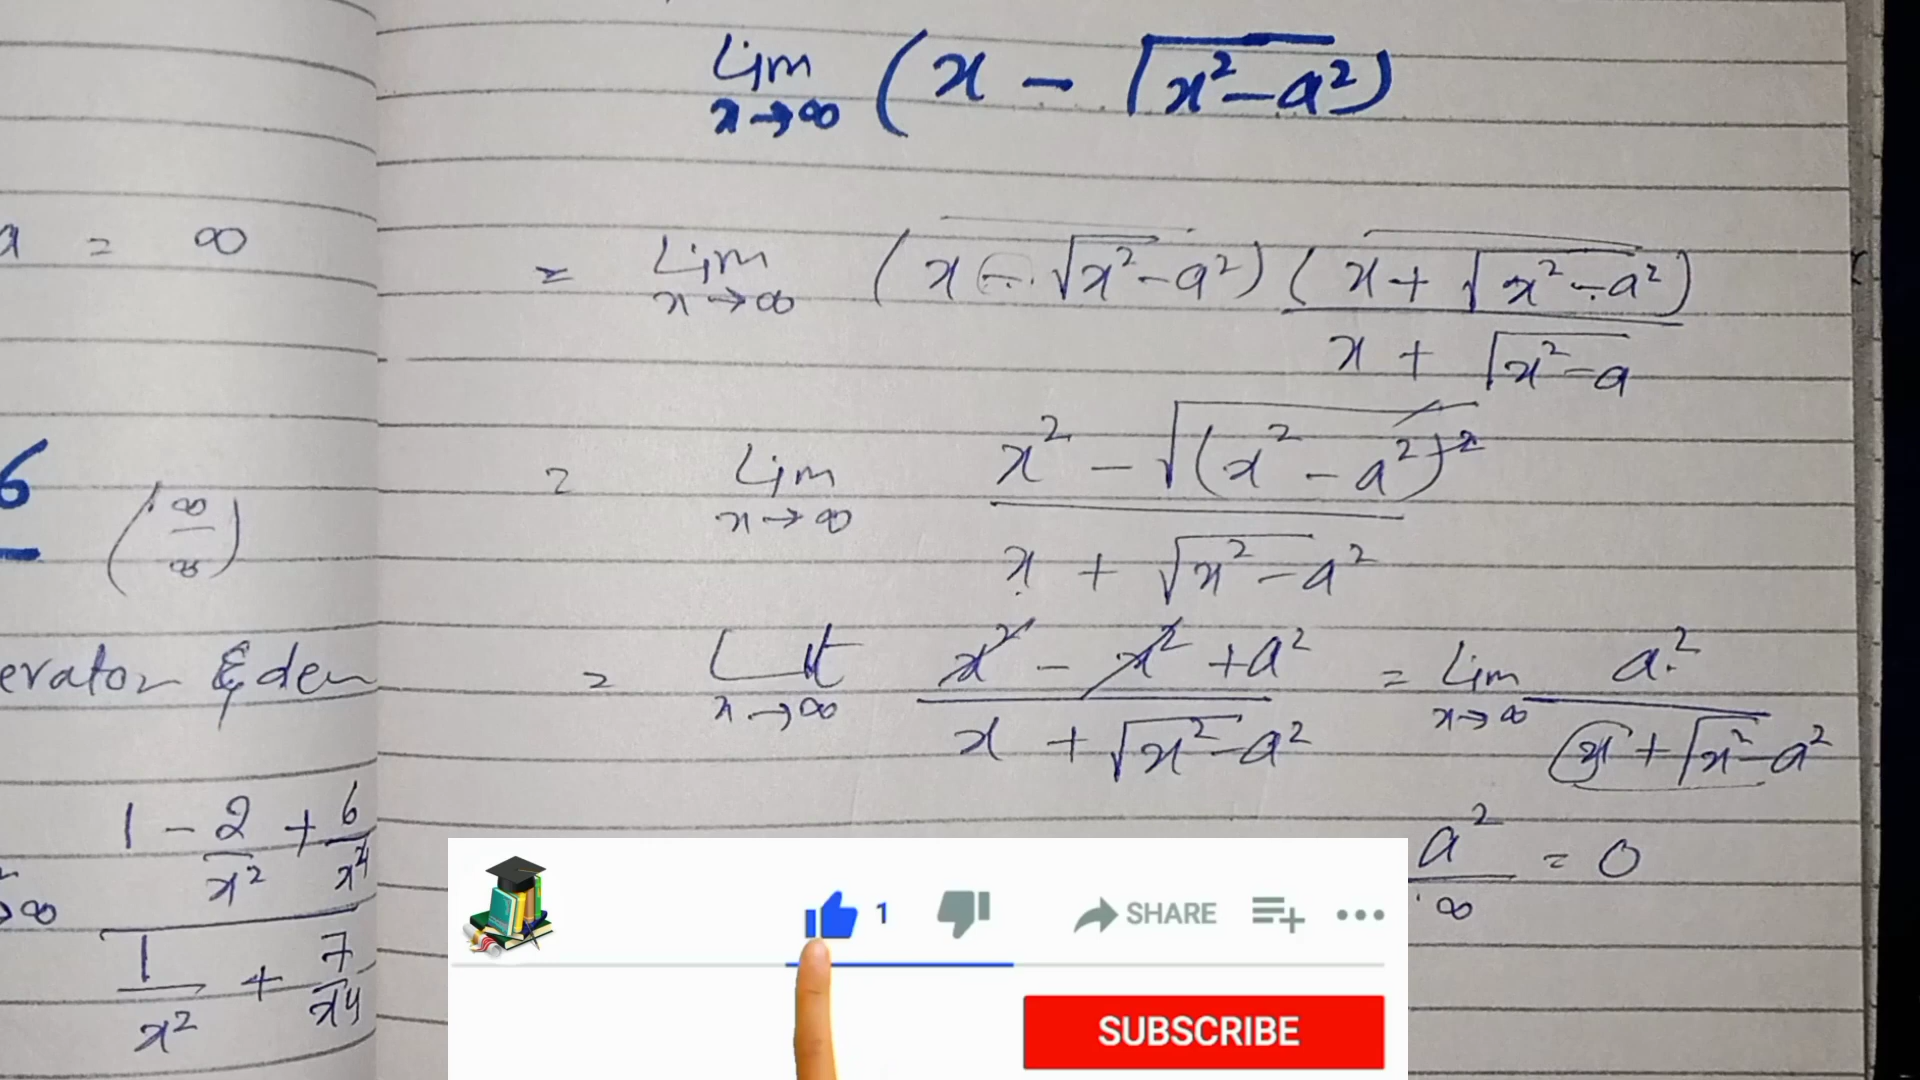 lim x→∞ (x - √x²-a²)
= Lim x→∞ (x - √x²-a²) (x + √x²-a²) / x + √x²-a
= Lim x→∞ x² - √(x²-a²)² / x + √x²-a²
= Lt x→∞ x² - x² + a² / x + √x²-a² = Lim x→∞ a² / x + √x²-a²
a² / ∞ = 0
= ∞
6 (∞/∞)
erator & den
→∞ 1 - 2/x² + 6/x⁴
1/x² + 7/x4
1 SHARE
SUBSCRIBE